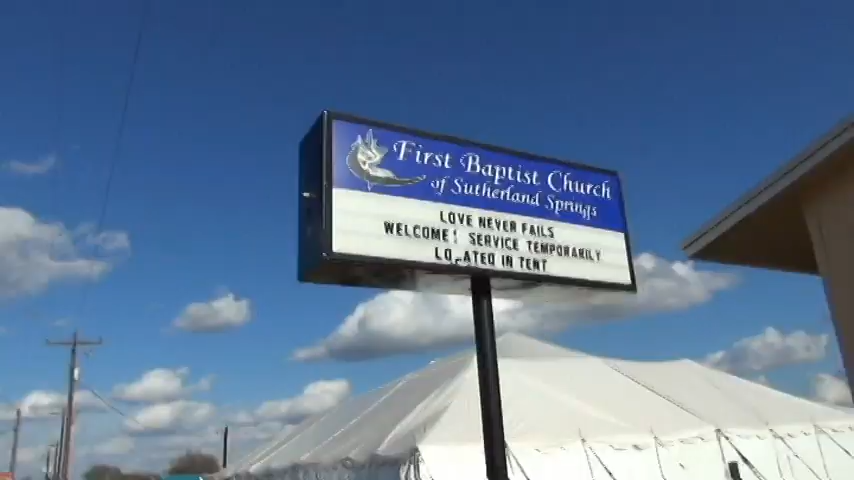 First Baptist Church
of Sutherland Springs
LOVE NEVER FAILS
WELCOME! SERVICE TEMPORARILY
LOCATED IN TENT